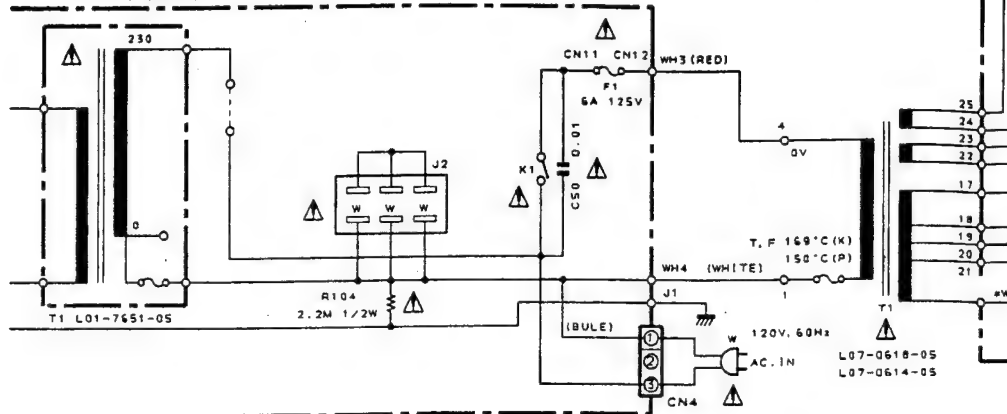 230
CN11 CN12
WH3 (RED)
F1
6A 125V
25
24
23
22
4
0V
0.01
C50
K1
J2
W W W
17
18
19
20
21
0
T.F 169°C(K)
150°C(P)
WH4 (WHITE)
1
T1 L01-7651-05
R104
2.2M 1/2W
J1
T1
(BULE)
1
2
3
W
120V, 60Hz
AC.IN
CN4
L07-0618-05
L07-0614-05